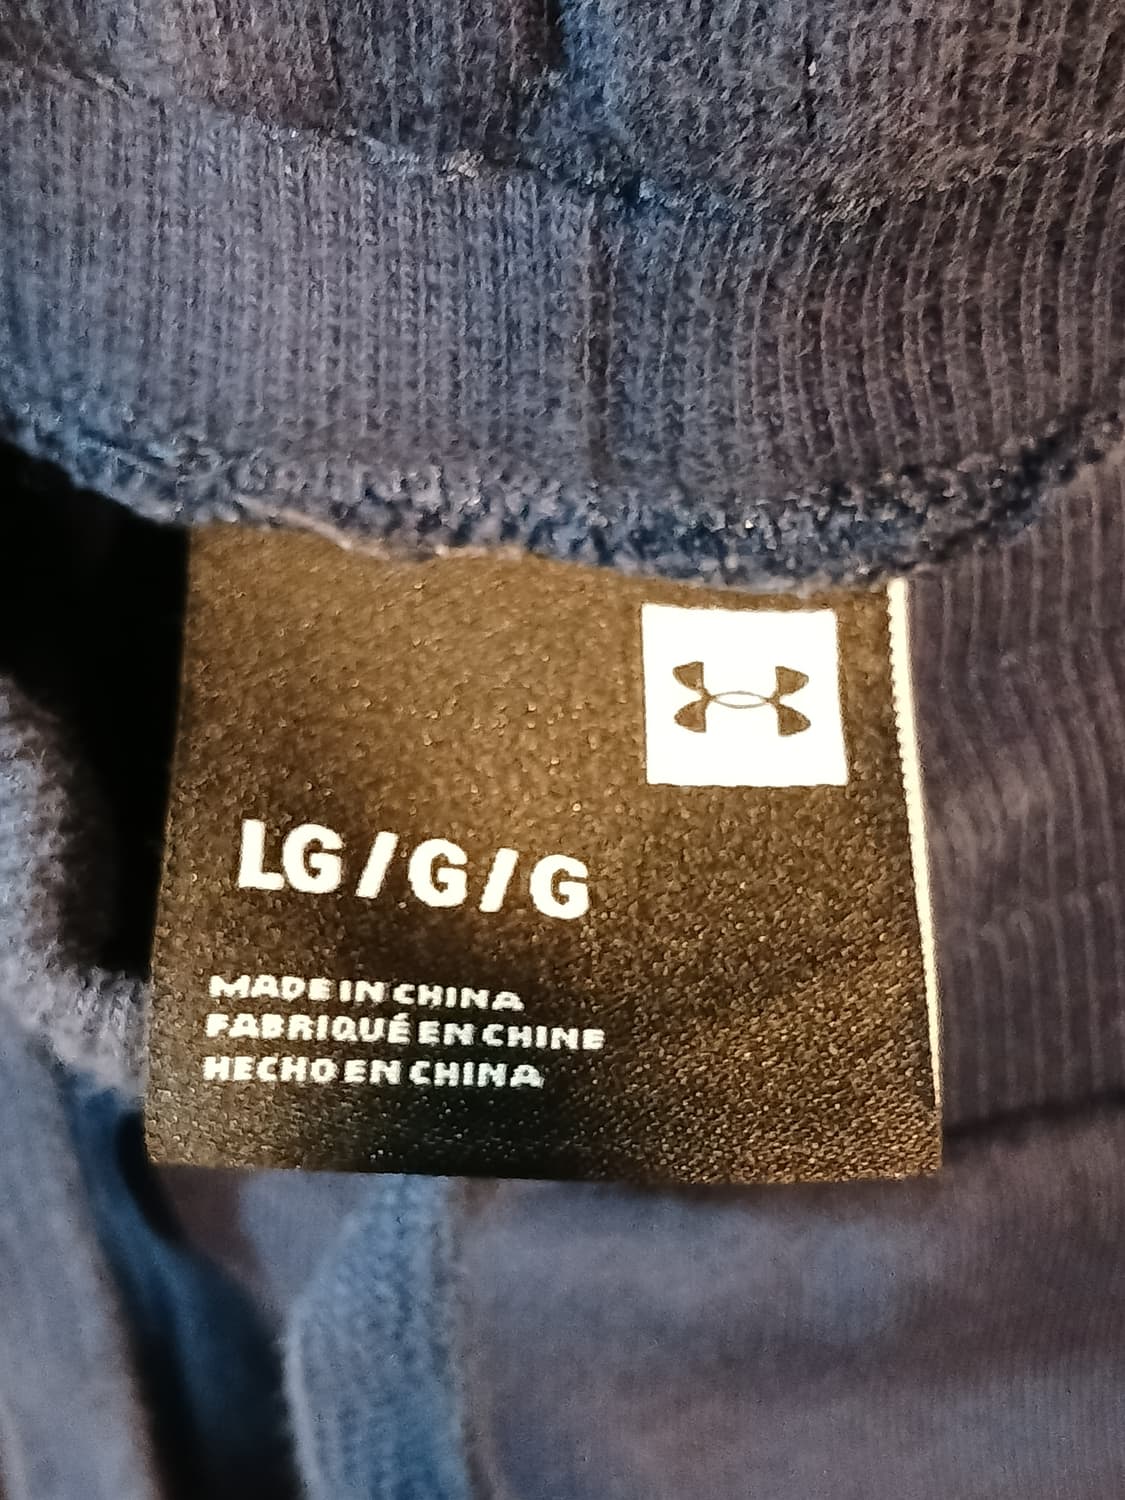 LG/G/G
MADE IN CHINA
FABRIQUÉ EN CHINE
HECHO EN CHINA